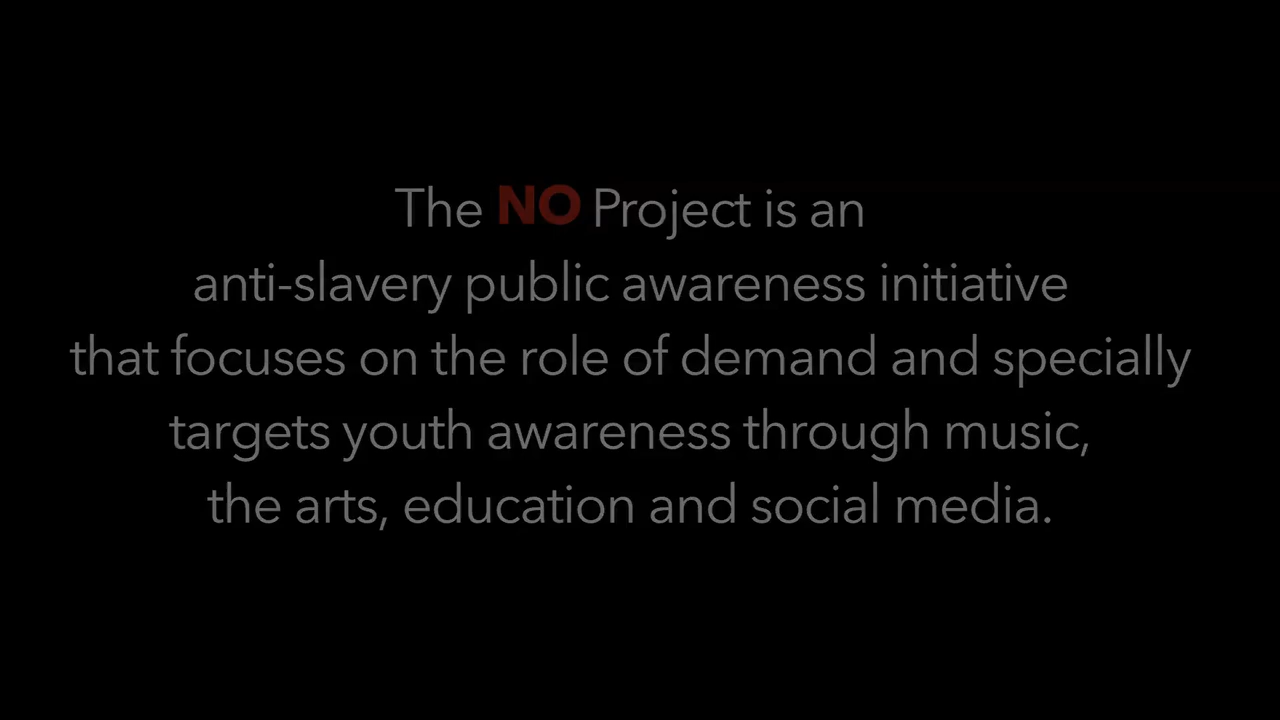 The NO Project is an
anti-slavery public awareness initiative
that focuses on the role of demand and specially
targets youth awareness through music,
the arts, education and social media.